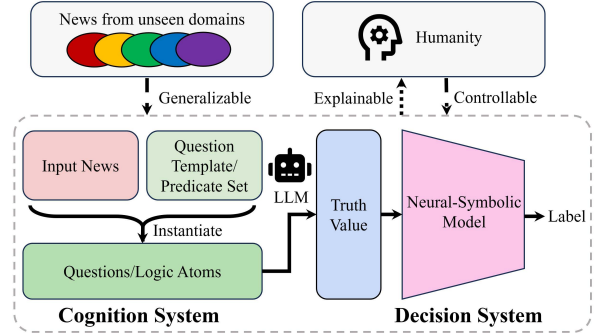 News from unseen domains
Humanity
Generalizable
Explainable
Controllable
Input News
Question
Template/
Predicate Set
LLM
Truth
Value
Neural-Symbolic
Model
Label
Instantiate
Questions/Logic Atoms
Cognition System
Decision System